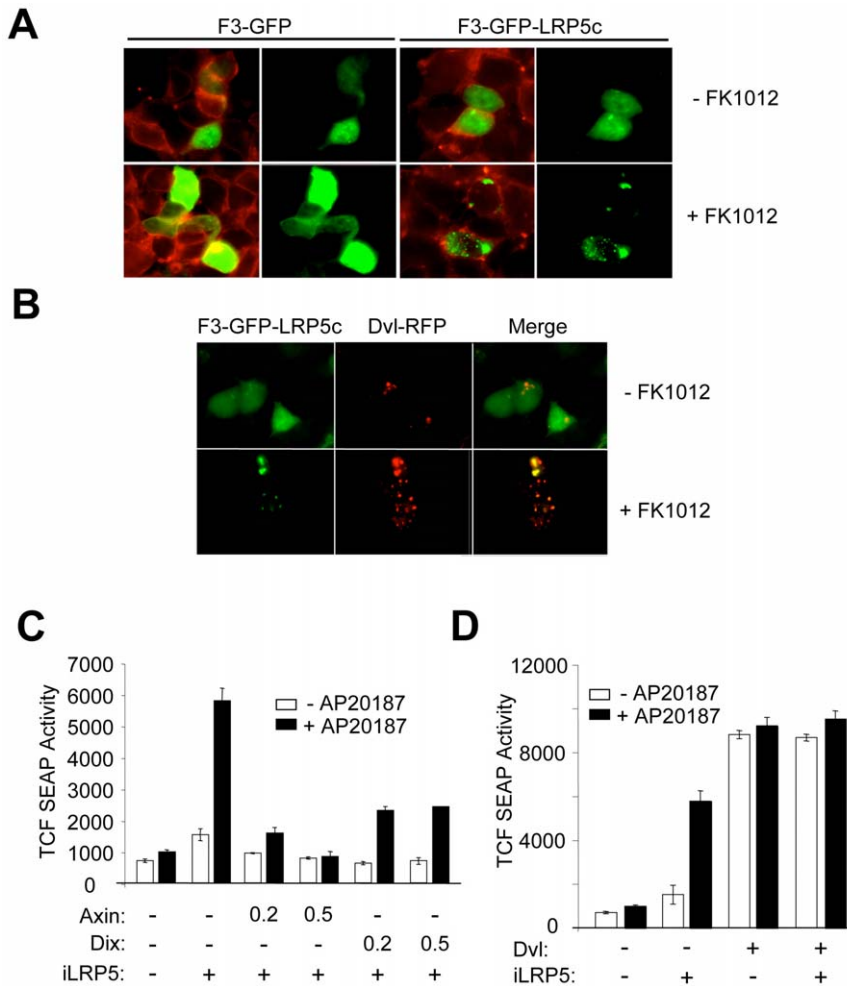 A
F3-GFP F3-GFP-LRP5c
- FK1012
+ FK1012
B
F3-GFP-LRP5c Dvl-RFP Merge
- FK1012
+ FK1012
C
TCF SEAP Activity
7000
6000
5000
4000
3000
2000
1000
0
- AP20187
+ AP20187
Axin: - - 0.2 0.5 - -
Dix: - - - - 0.2 0.5
iLRP5: - + + + + +
D
TCF SEAP Activity
12000
8000
4000
0
- AP20187
+ AP20187
Dvl: - - + +
iLRP5: - + - +